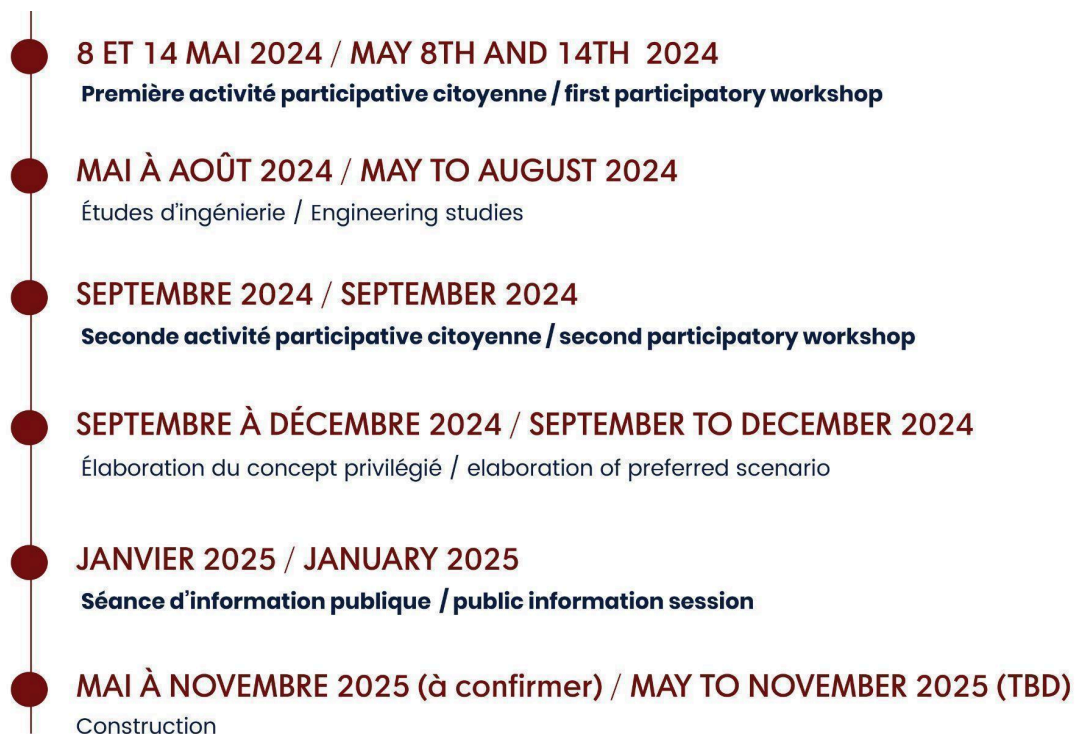 8 ET 14 MAI 2024 / MAY 8TH AND 14TH 2024
Première activité participative citoyenne / first participatory workshop
MAI À AOÛT 2024 / MAY TO AUGUST 2024
Études d'ingénierie / Engineering studies
SEPTEMBRE 2024 / SEPTEMBER 2024
Seconde activité participative citoyenne / second participatory workshop
SEPTEMBRE À DÉCEMBRE 2024 / SEPTEMBER TO DECEMBER 2024
Élaboration du concept privilégié / elaboration of preferred scenario
JANVIER 2025 / JANUARY 2025
Séance d'information publique / public information session
MAI À NOVEMBRE 2025 (à confirmer) / MAY TO NOVEMBER 2025 (TBD)
Construction